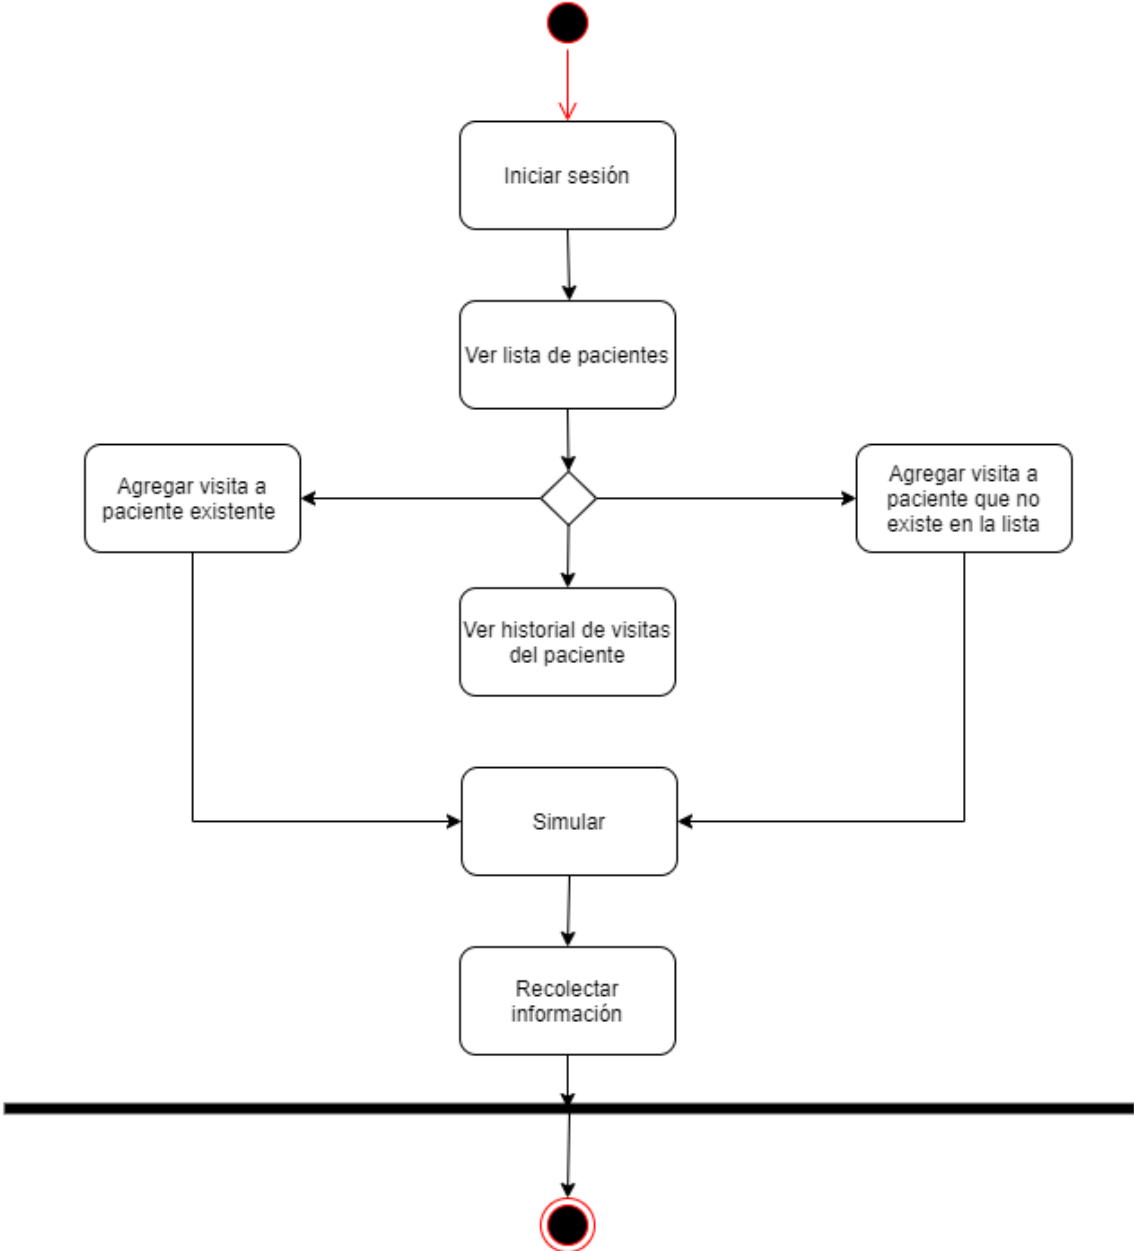 Iniciar sesión
Ver lista de pacientes
Agregar visita a
paciente existente
Agregar visita a
paciente que no
existe en la lista
Ver historial de visitas
del paciente
Simular
Recolectar
información